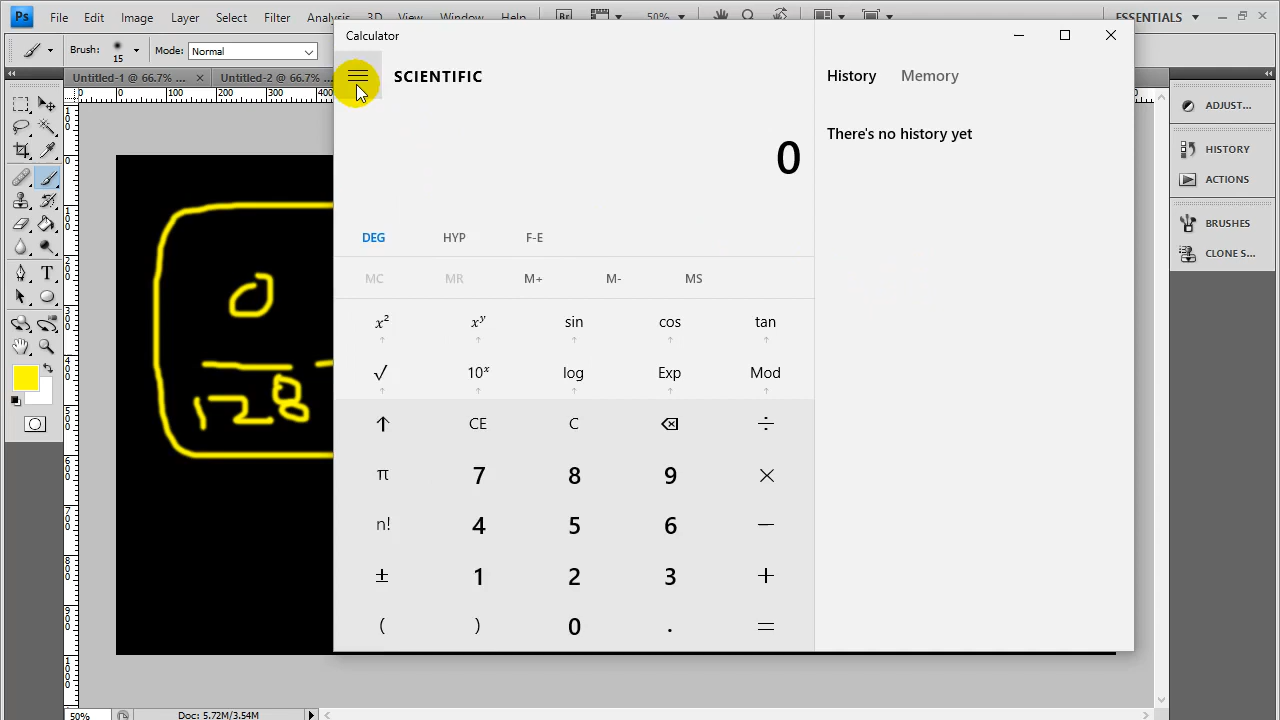 Ps File Edit Image Layer Select Filter Analysis 3D View Window Help Br 50% ESSENTIALS
Brush: 15 Mode: Normal
Untitled-1 @ 66.7% ... × Untitled-2 @ 66.7% ...
Calculator
SCIENTIFIC
History Memory
There's no history yet
0
DEG HYP F-E
MC MR M+ M- MS
x² xʸ sin cos tan
√ 10ˣ log Exp Mod
↑ CE C ÷
π 7 8 9 ×
n! 4 5 6 −
± 1 2 3 +
( ) 0 . =
0
128
ADJUST...
HISTORY
ACTIONS
BRUSHES
CLONE S...
50% Doc: 5.72M/3.54M